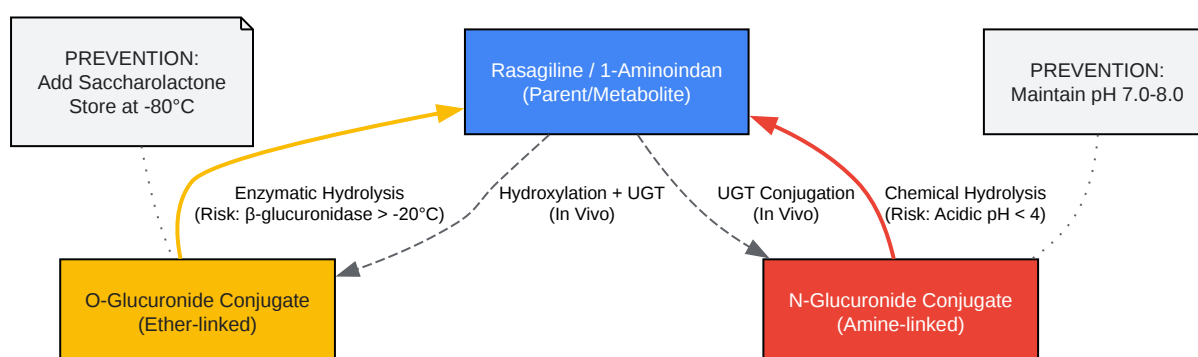 PREVENTION:
Add Saccharolactone
Store at -80°C
Rasagiline / 1-Aminoindan
(Parent/Metabolite)
PREVENTION:
Maintain pH 7.0-8.0
Enzymatic Hydrolysis
(Risk: β-glucuronidase > -20°C)
Hydroxylation + UGT
(In Vivo)
UGT Conjugation
(In Vivo)
Chemical Hydrolysis
(Risk: Acidic pH < 4)
O-Glucuronide Conjugate
(Ether-linked)
N-Glucuronide Conjugate
(Amine-linked)